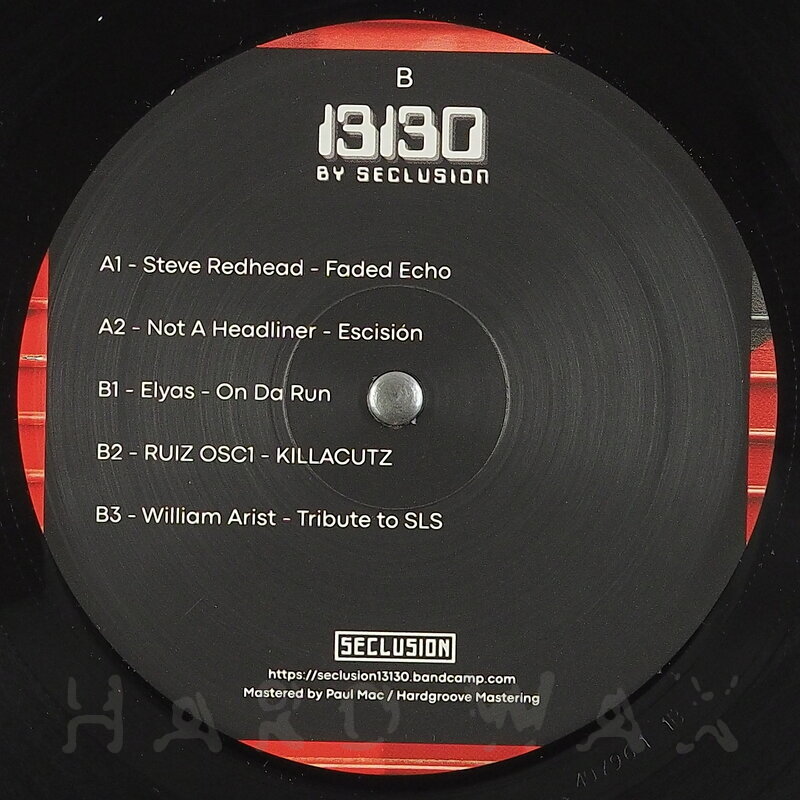 B
13130
BY SECLUSION
A1 - Steve Redhead - Faded Echo
A2 - Not A Headliner - Escisión
B1 - Elyas - On Da Run
B2 - RUIZ OSC1 - KILLACUTZ
B3 - William Arist - Tribute to SLS
SECLUSION
https://seclusion13130.bandcamp.com
Mastered by Paul Mac / Hardgroove Mastering
HARD WAX